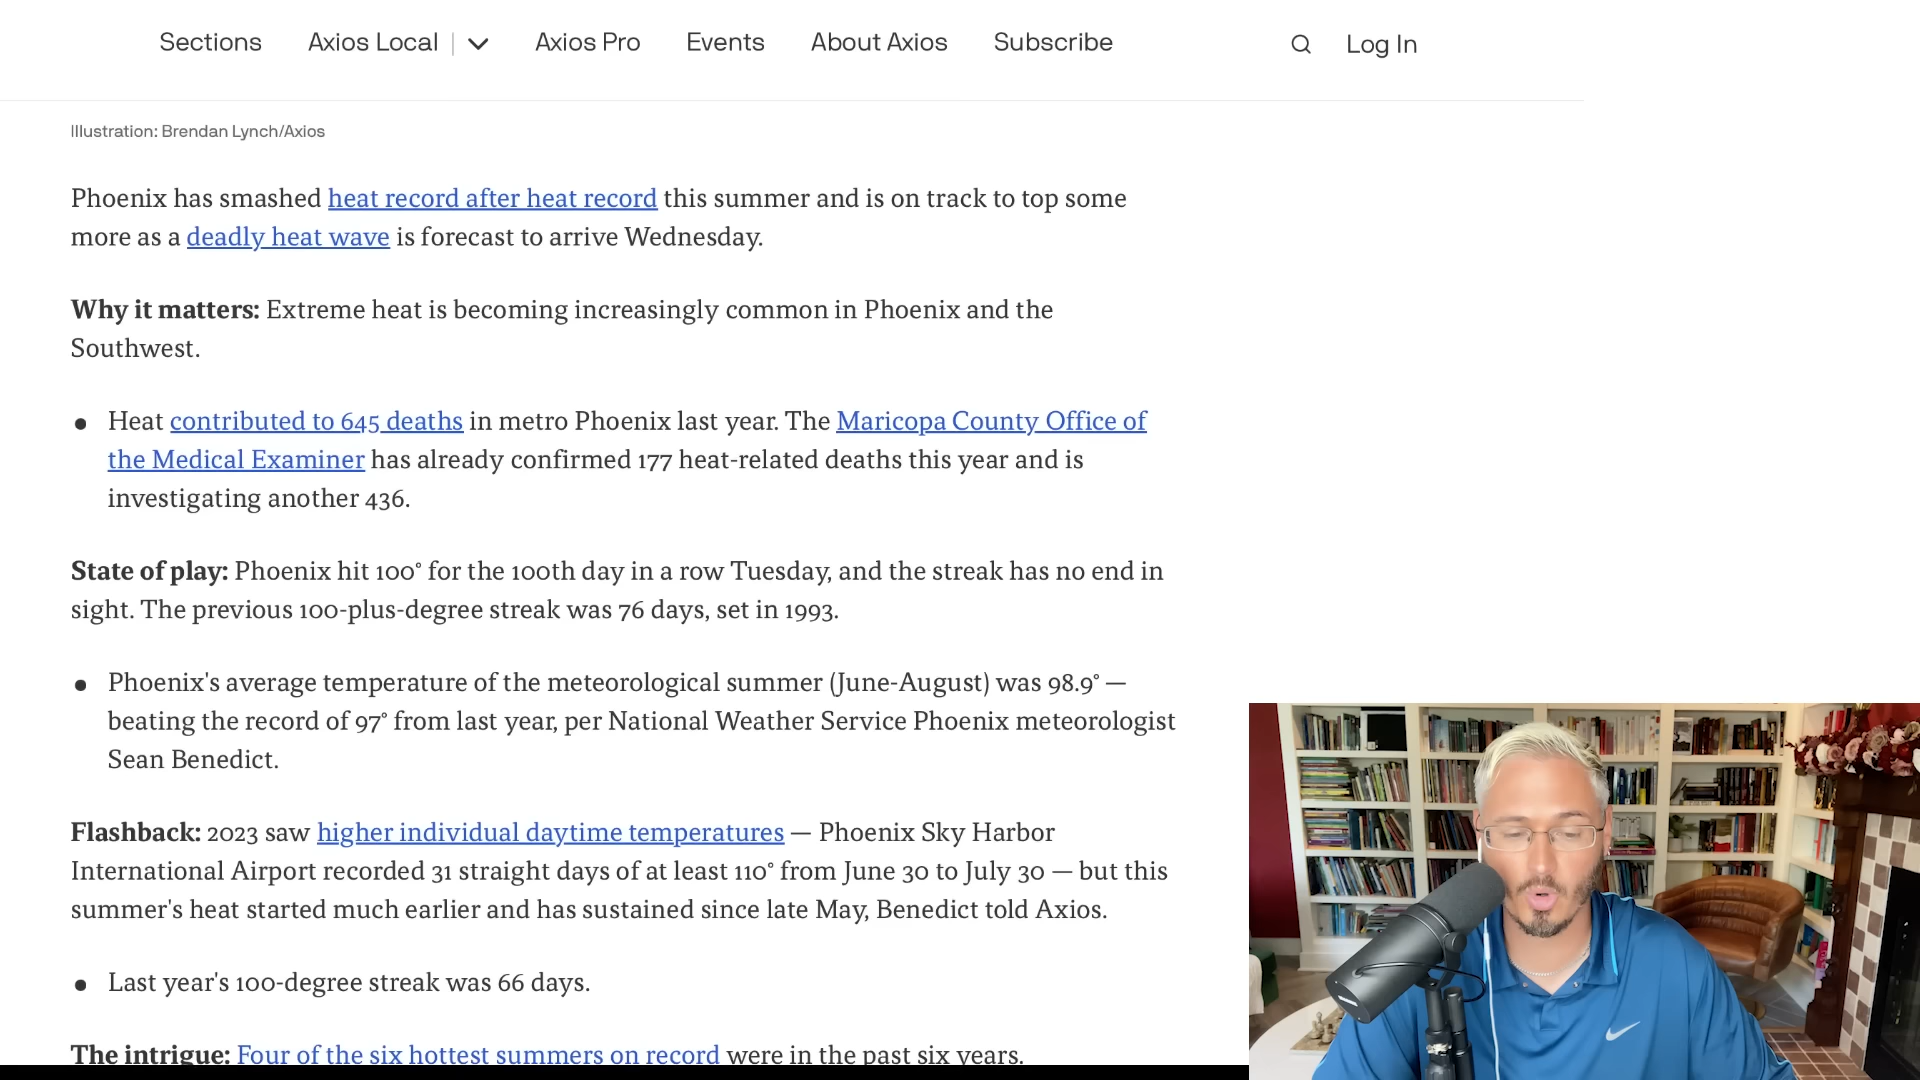 Sections Axios Local Axios Pro Events About Axios Subscribe Log In
Illustration: Brendan Lynch/Axios
Phoenix has smashed heat record after heat record this summer and is on track to top some
more as a deadly heat wave is forecast to arrive Wednesday.
Why it matters: Extreme heat is becoming increasingly common in Phoenix and the
Southwest.
• Heat contributed to 645 deaths in metro Phoenix last year. The Maricopa County Office of
the Medical Examiner has already confirmed 177 heat-related deaths this year and is
investigating another 436.
State of play: Phoenix hit 100° for the 100th day in a row Tuesday, and the streak has no end in
sight. The previous 100-plus-degree streak was 76 days, set in 1993.
• Phoenix's average temperature of the meteorological summer (June-August) was 98.9° —
beating the record of 97° from last year, per National Weather Service Phoenix meteorologist
Sean Benedict.
Flashback: 2023 saw higher individual daytime temperatures — Phoenix Sky Harbor
International Airport recorded 31 straight days of at least 110° from June 30 to July 30 — but this
summer's heat started much earlier and has sustained since late May, Benedict told Axios.
• Last year's 100-degree streak was 66 days.
The intrigue: Four of the six hottest summers on record were in the past six years.